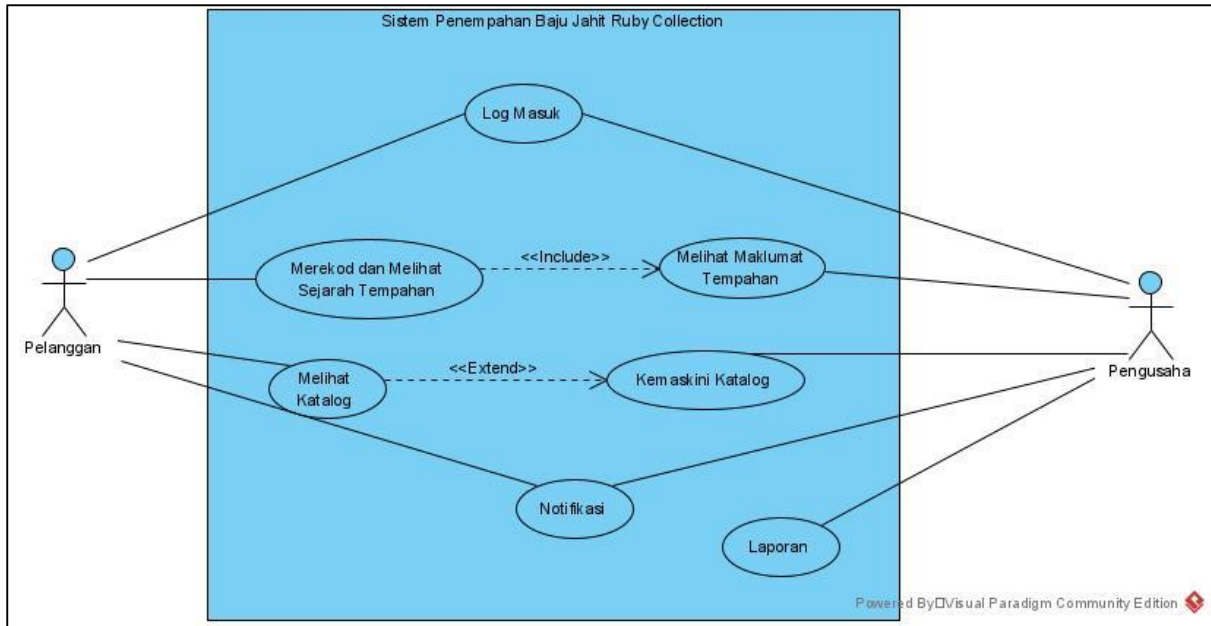 Sistem Penempahan Baju Jahit Ruby Collection
Log Masuk
Merekod dan Melihat
Sejarah Tempahan
<<Include>>
Melihat Maklumat
Tempahan
Pelanggan
Melihat
Katalog
<<Extend>>
Kemaskini Katalog
Pengusaha
Notifikasi
Laporan
Powered By□Visual Paradigm Community Edition